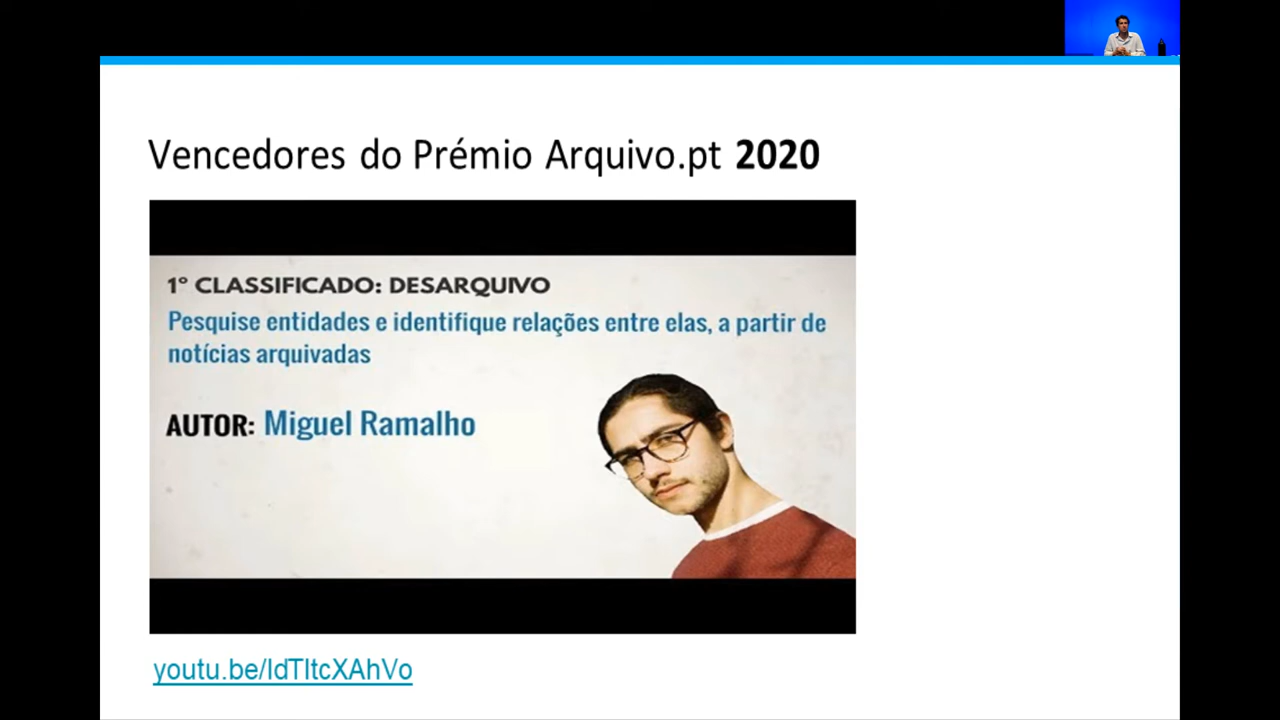 Vencedores do Prémio Arquivo.pt 2020
1º CLASSIFICADO: DESARQUIVO
Pesquise entidades e identifique relações entre elas, a partir de
notícias arquivadas
AUTOR: Miguel Ramalho
youtu.be/IdTItcXAhVo